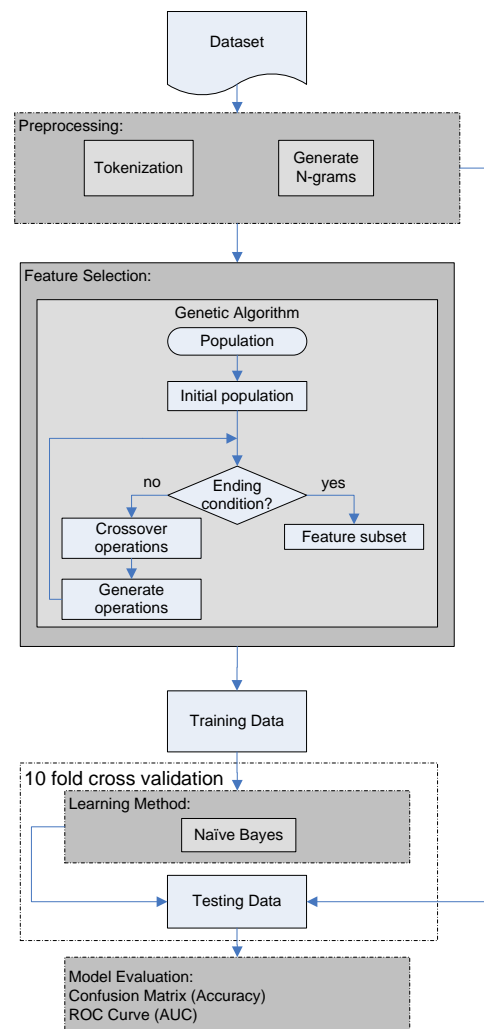 Dataset
Preprocessing:
Tokenization
Generate
N-grams
Feature Selection:
Genetic Algorithm
Population
Initial population
no
Ending
condition?
yes
Crossover
operations
Feature subset
Generate
operations
Training Data
10 fold cross validation
Learning Method:
Naïve Bayes
Testing Data
Model Evaluation:
Confusion Matrix (Accuracy)
ROC Curve (AUC)